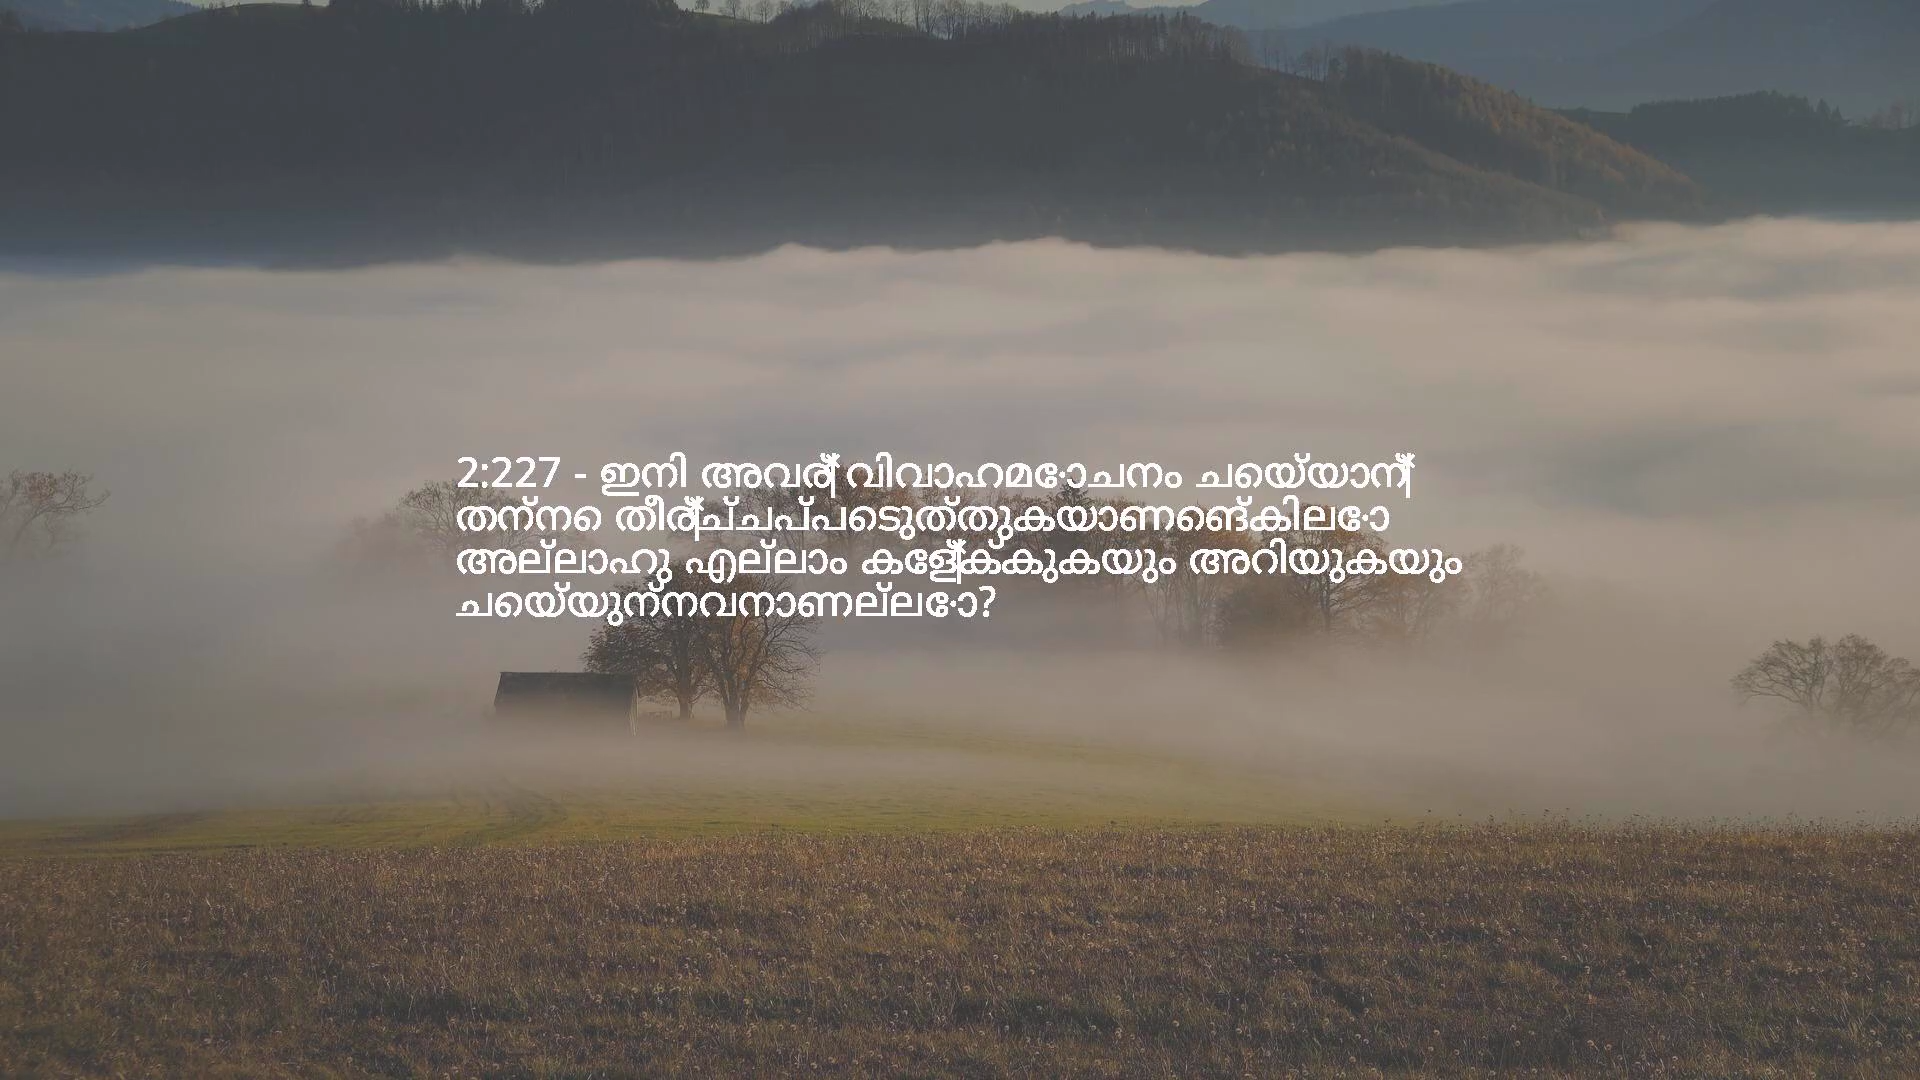 2:227 - ഇനി അവര്‍ വിവാഹമോചനം ചെയ്യാന്‍
തന്നെ തീര്‍ച്ചപ്പെടുത്തുകയാണെങ്കിലോ
അല്ലാഹു എല്ലാം കേള്‍ക്കുകയും അറിയുകയും
ചെയ്യുന്നവനാണല്ലോ?